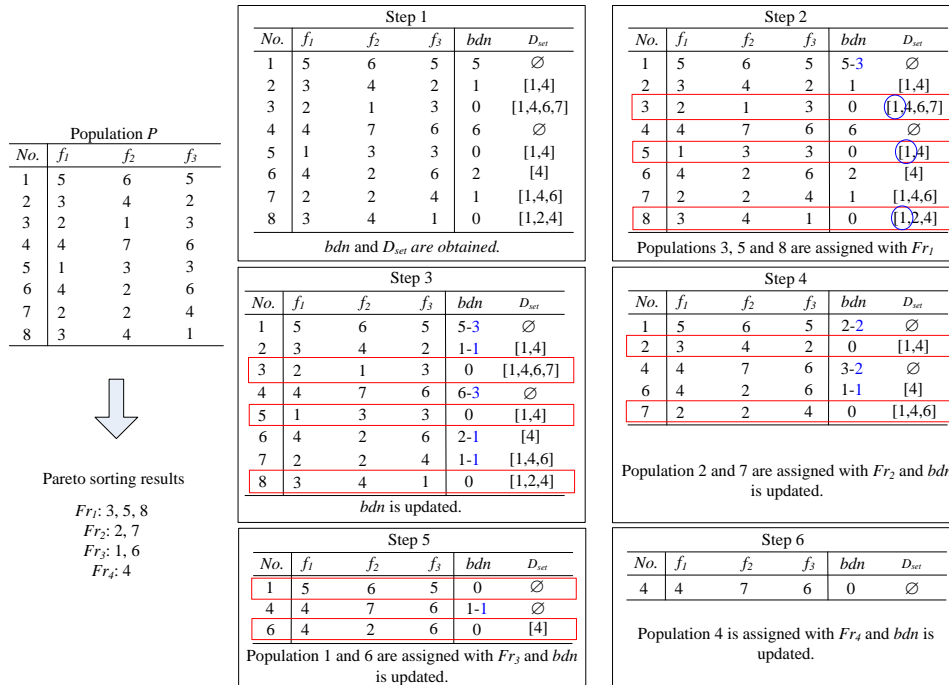 Population P
No. f1 f2 f3
1 5 6 5
2 3 4 2
3 2 1 3
4 4 7 6
5 1 3 3
6 4 2 6
7 2 2 4
8 3 4 1
Pareto sorting results
Fr1: 3, 5, 8
Fr2: 2, 7
Fr3: 1, 6
Fr4: 4
Step 1
No. f1 f2 f3 bdn Dset
1 5 6 5 5 ∅
2 3 4 2 1 [1,4]
3 2 1 3 0 [1,4,6,7]
4 4 7 6 6 ∅
5 1 3 3 0 [1,4]
6 4 2 6 2 [4]
7 2 2 4 1 [1,4,6]
8 3 4 1 0 [1,2,4]
bdn and Dset are obtained.
Step 2
No. f1 f2 f3 bdn Dset
1 5 6 5 5-3 ∅
2 3 4 2 1 [1,4]
3 2 1 3 0 [1,4,6,7]
4 4 7 6 6 ∅
5 1 3 3 0 [1,4]
6 4 2 6 2 [4]
7 2 2 4 1 [1,4,6]
8 3 4 1 0 [1,2,4]
Populations 3, 5 and 8 are assigned with Fr1
Step 3
No. f1 f2 f3 bdn Dset
1 5 6 5 5-3 ∅
2 3 4 2 1-1 [1,4]
3 2 1 3 0 [1,4,6,7]
4 4 7 6 6-3 ∅
5 1 3 3 0 [1,4]
6 4 2 6 2-1 [4]
7 2 2 4 1-1 [1,4,6]
8 3 4 1 0 [1,2,4]
bdn is updated.
Step 4
No. f1 f2 f3 bdn Dset
1 5 6 5 2-2 ∅
2 3 4 2 0 [1,4]
4 4 7 6 3-2 ∅
6 4 2 6 1-1 [4]
7 2 2 4 0 [1,4,6]
Population 2 and 7 are assigned with Fr2 and bdn
is updated.
Step 5
No. f1 f2 f3 bdn Dset
1 5 6 5 0 ∅
4 4 7 6 1-1 ∅
6 4 2 6 0 [4]
Population 1 and 6 are assigned with Fr3 and bdn
is updated.
Step 6
No. f1 f2 f3 bdn Dset
4 4 7 6 0 ∅
Population 4 is assigned with Fr4 and bdn is
updated.